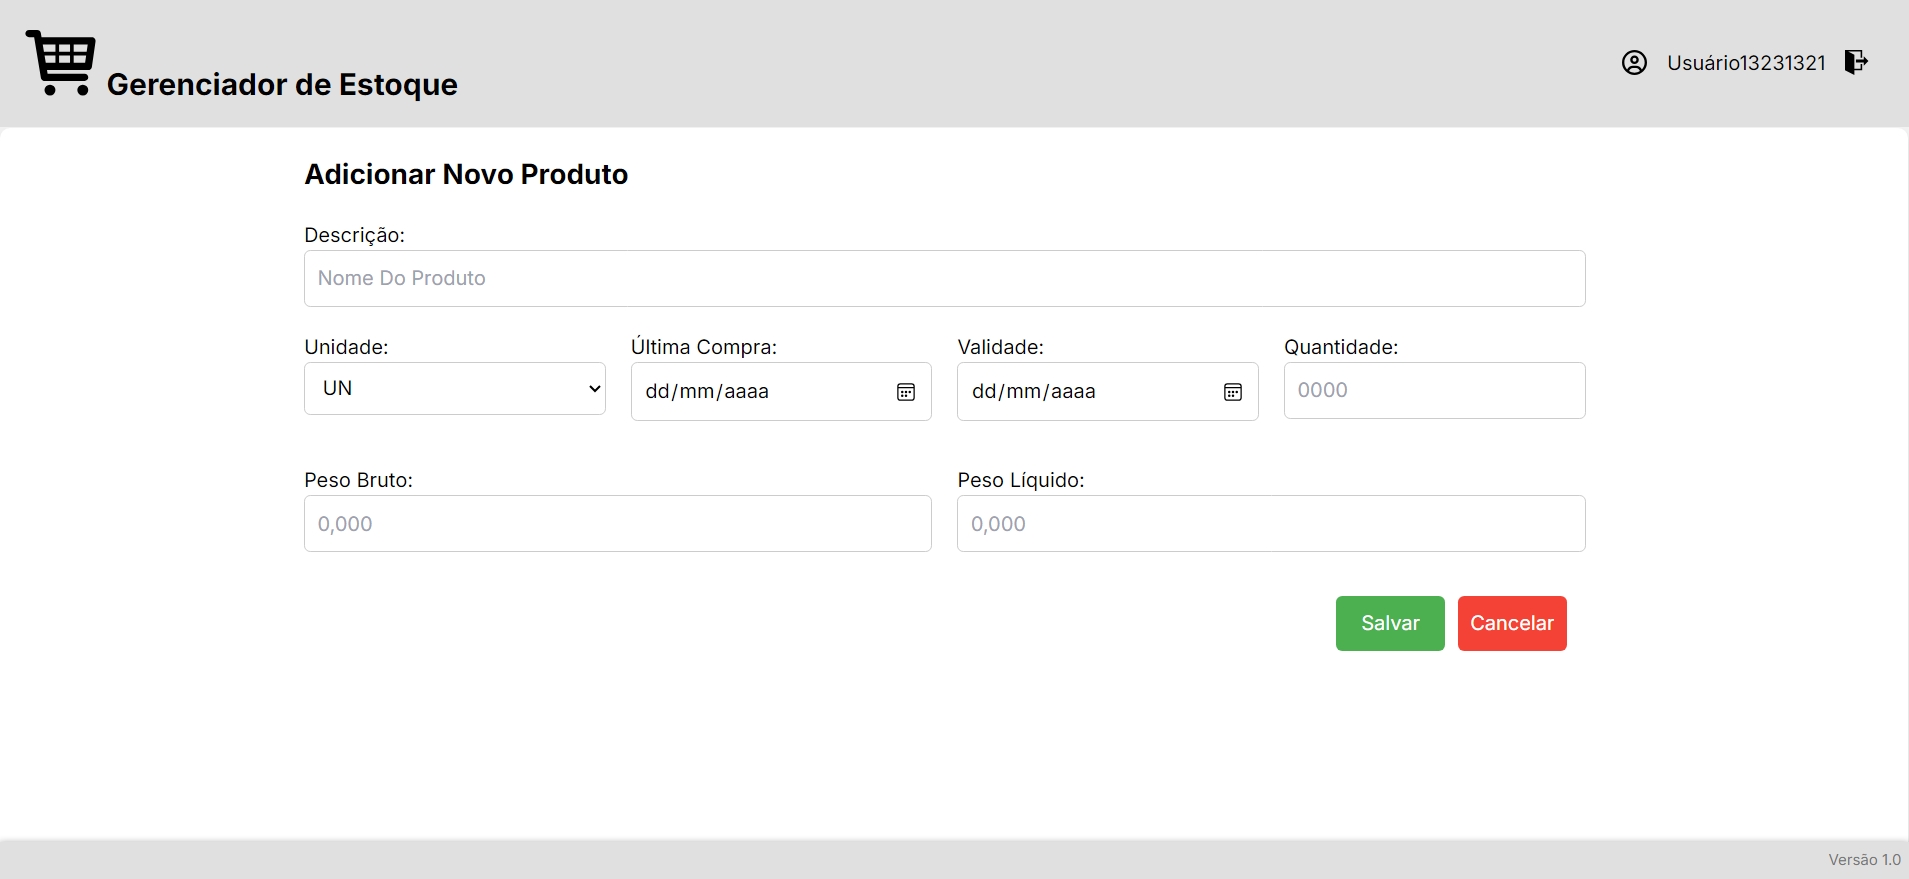 Gerenciador de Estoque
Usuário13231321
Adicionar Novo Produto
Descrição:
Nome Do Produto
Unidade: Última Compra: Validade: Quantidade:
UN dd/mm/aaaa dd/mm/aaaa 0000
Peso Bruto: Peso Líquido:
0,000 0,000
Salvar Cancelar
Versão 1.0